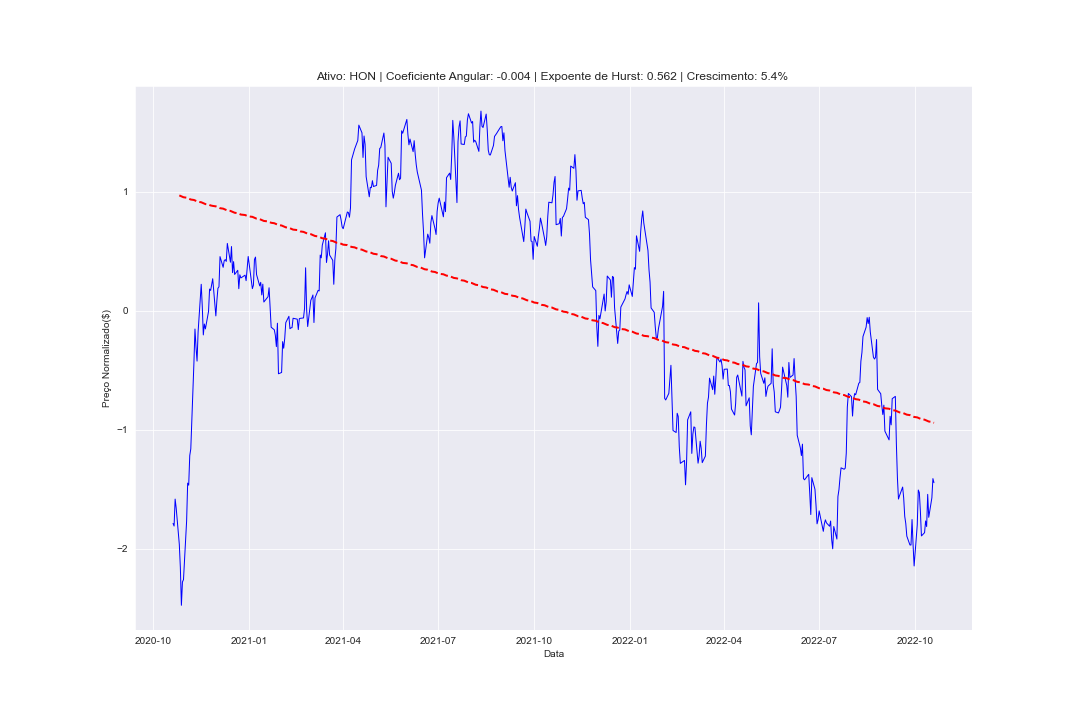 Ativo: HON | Coeficiente Angular: -0.004 | Expoente de Hurst: 0.562 | Crescimento: 5.4%
Preço Normalizado($)
1
0
−1
−2
2020-10 2021-01 2021-04 2021-07 2021-10 2022-01 2022-04 2022-07 2022-10
Data